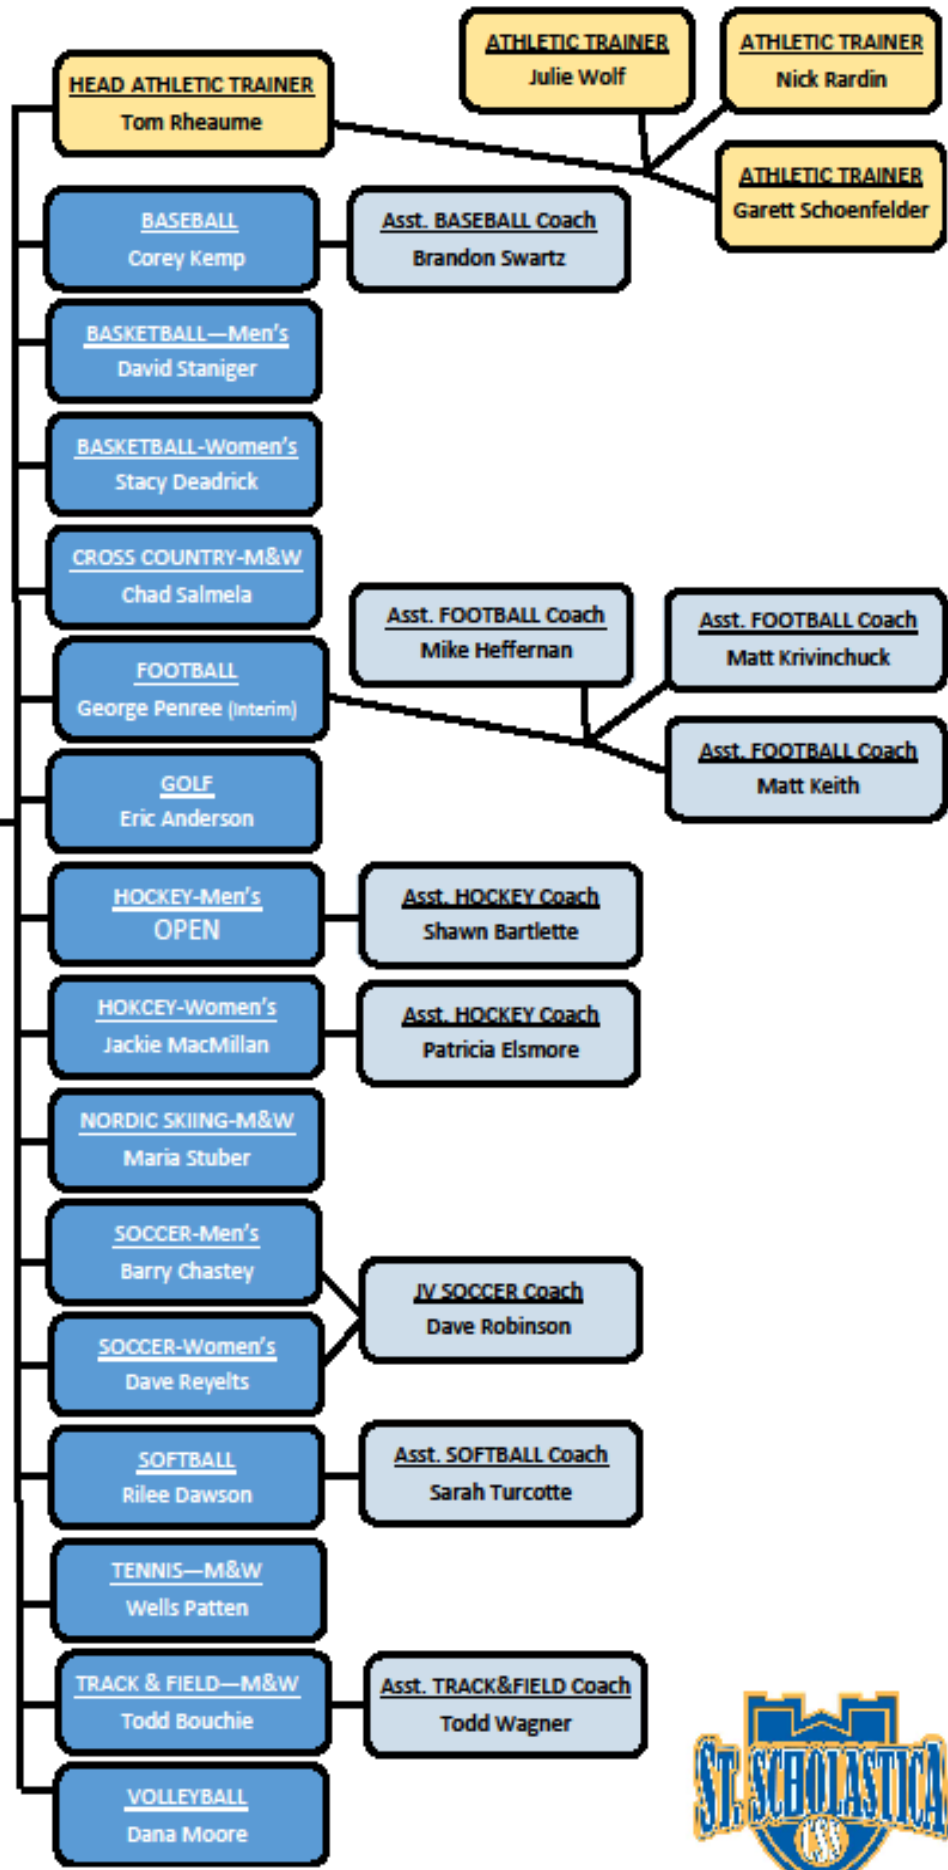 ATHLETIC TRAINER
Julie Wolf
ATHLETIC TRAINER
Nick Rardin
HEAD ATHLETIC TRAINER
Tom Rheaume
ATHLETIC TRAINER
Garett Schoenfelder
BASEBALL
Corey Kemp
Asst. BASEBALL Coach
Brandon Swartz
BASKETBALL—Men's
David Staniger
BASKETBALL-Women's
Stacy Deadrick
CROSS COUNTRY-M&W
Chad Salmela
FOOTBALL
George Penree (Interim)
Asst. FOOTBALL Coach
Mike Heffernan
Asst. FOOTBALL Coach
Matt Krivinchuck
Asst. FOOTBALL Coach
Matt Keith
GOLF
Eric Anderson
HOCKEY-Men's
OPEN
Asst. HOCKEY Coach
Shawn Bartlette
HOKCEY-Women's
Jackie MacMillan
Asst. HOCKEY Coach
Patricia Elsmore
NORDIC SKIING-M&W
Maria Stuber
SOCCER-Men's
Barry Chastey
JV SOCCER Coach
Dave Robinson
SOCCER-Women's
Dave Reyelts
SOFTBALL
Rilee Dawson
Asst. SOFTBALL Coach
Sarah Turcotte
TENNIS—M&W
Wells Patten
TRACK & FIELD—M&W
Todd Bouchie
Asst. TRACK&FIELD Coach
Todd Wagner
VOLLEYBALL
Dana Moore
ST. SCHOLASTICA
CSS